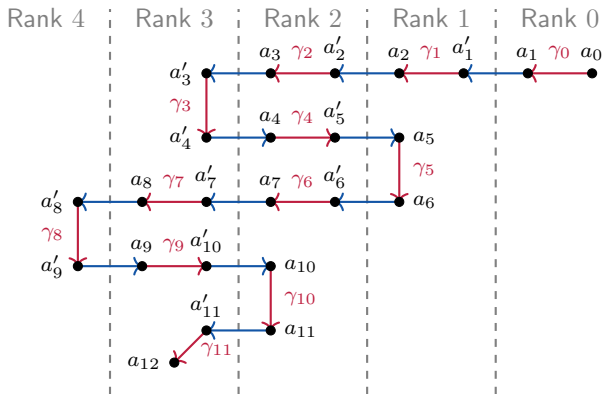 Rank 4 Rank 3 Rank 2 Rank 1 Rank 0
a′₃ a₃ γ₂ a′₂ a₂ γ₁ a′₁ a₁ γ₀ a₀
γ₃
a′₄ a₄ γ₄ a′₅ a₅
γ₅
a′₈ a₈ γ₇ a′₇ a₇ γ₆ a′₆ a₆
γ₈
a′₉ a₉ γ₉ a′₁₀ a₁₀
γ₁₀
a′₁₁ a₁₁
γ₁₁
a₁₂